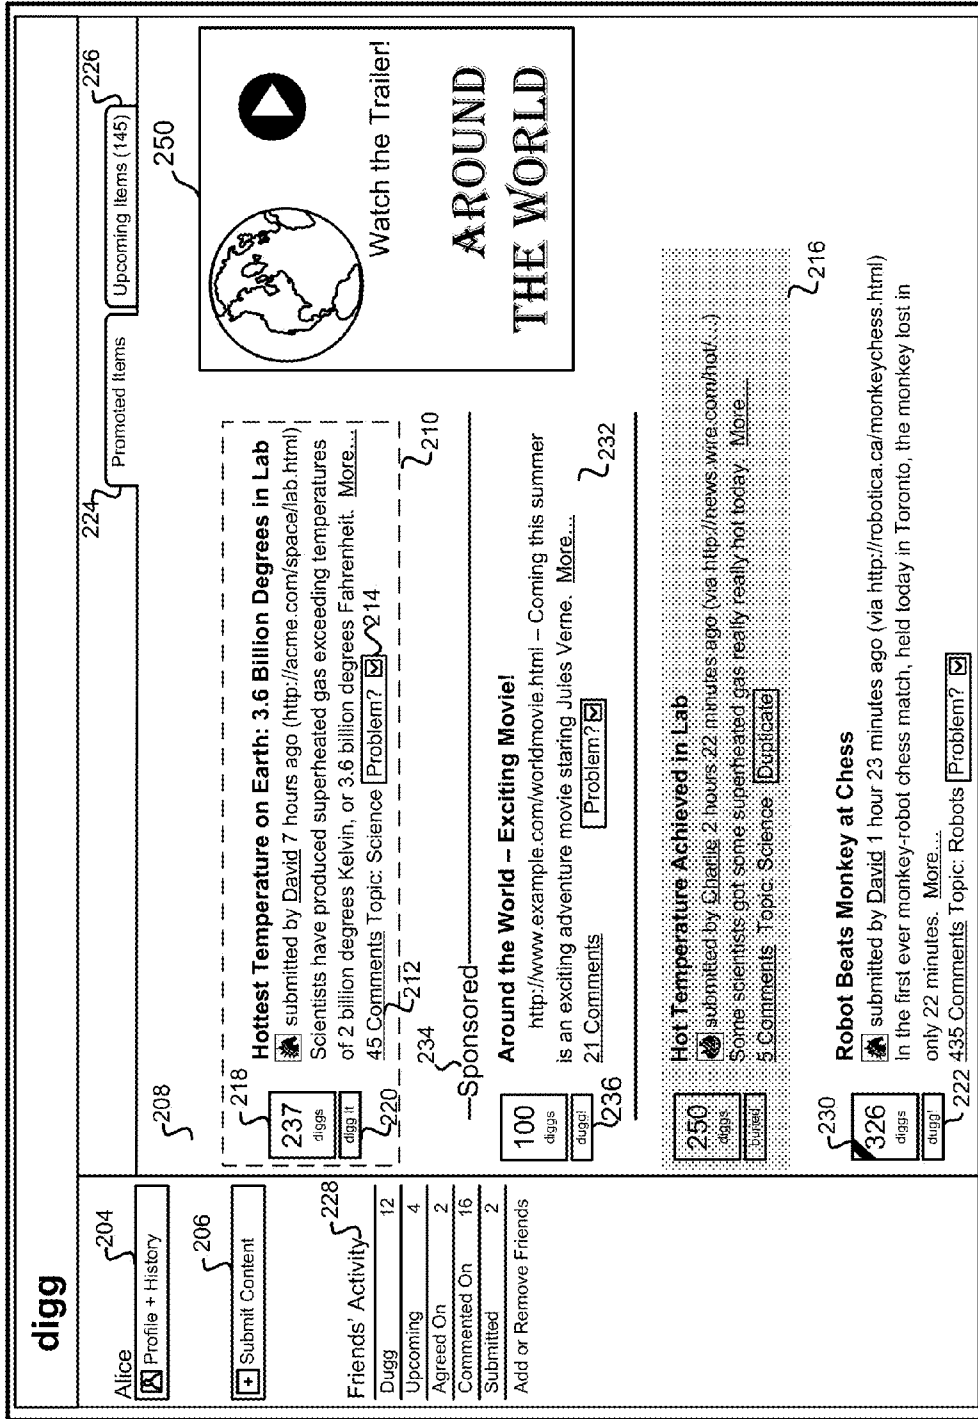 digg
Alice
204
Profile + History
206
+ Submit Content
Friends' Activity
228
Dugg 12
Upcoming 4
Agreed On 2
Commented On 16
Submitted 2
Add or Remove Friends
224
Promoted Items
Upcoming Items (145)
226
208
218
237
diggs
digg it
220
Hottest Temperature on Earth: 3.6 Billion Degrees in Lab
submitted by David 7 hours ago (http://acme.com/space/lab.html)
Scientists have produced superheated gas exceeding temperatures
of 2 billion degrees Kelvin, or 3.6 billion degrees Fahrenheit. More...
45 Comments Topic: Science Problem?
214
212
210
234
Sponsored
100
diggs
dugg!
236
Around the World – Exciting Movie!
http://www.example.com/worldmovie.html – Coming this summer
is an exciting adventure movie staring Jules Verne. More...
21 Comments Problem?
232
250
diggs
buried
Hot Temperature Achieved in Lab
submitted by Charlie 2 hours 22 minutes ago (via http://news.wire.com/hot/...)
Some scientists got some superheated gas really really hot today. More...
5 Comments Topic: Science Duplicate
216
230
326
diggs
dugg!
222
Robot Beats Monkey at Chess
submitted by David 1 hour 23 minutes ago (via http://robotica.ca/monkeychess.html)
In the first ever monkey-robot chess match, held today in Toronto, the monkey lost in
only 22 minutes. More...
435 Comments Topic: Robots Problem?
250
Watch the Trailer!
AROUND
THE WORLD